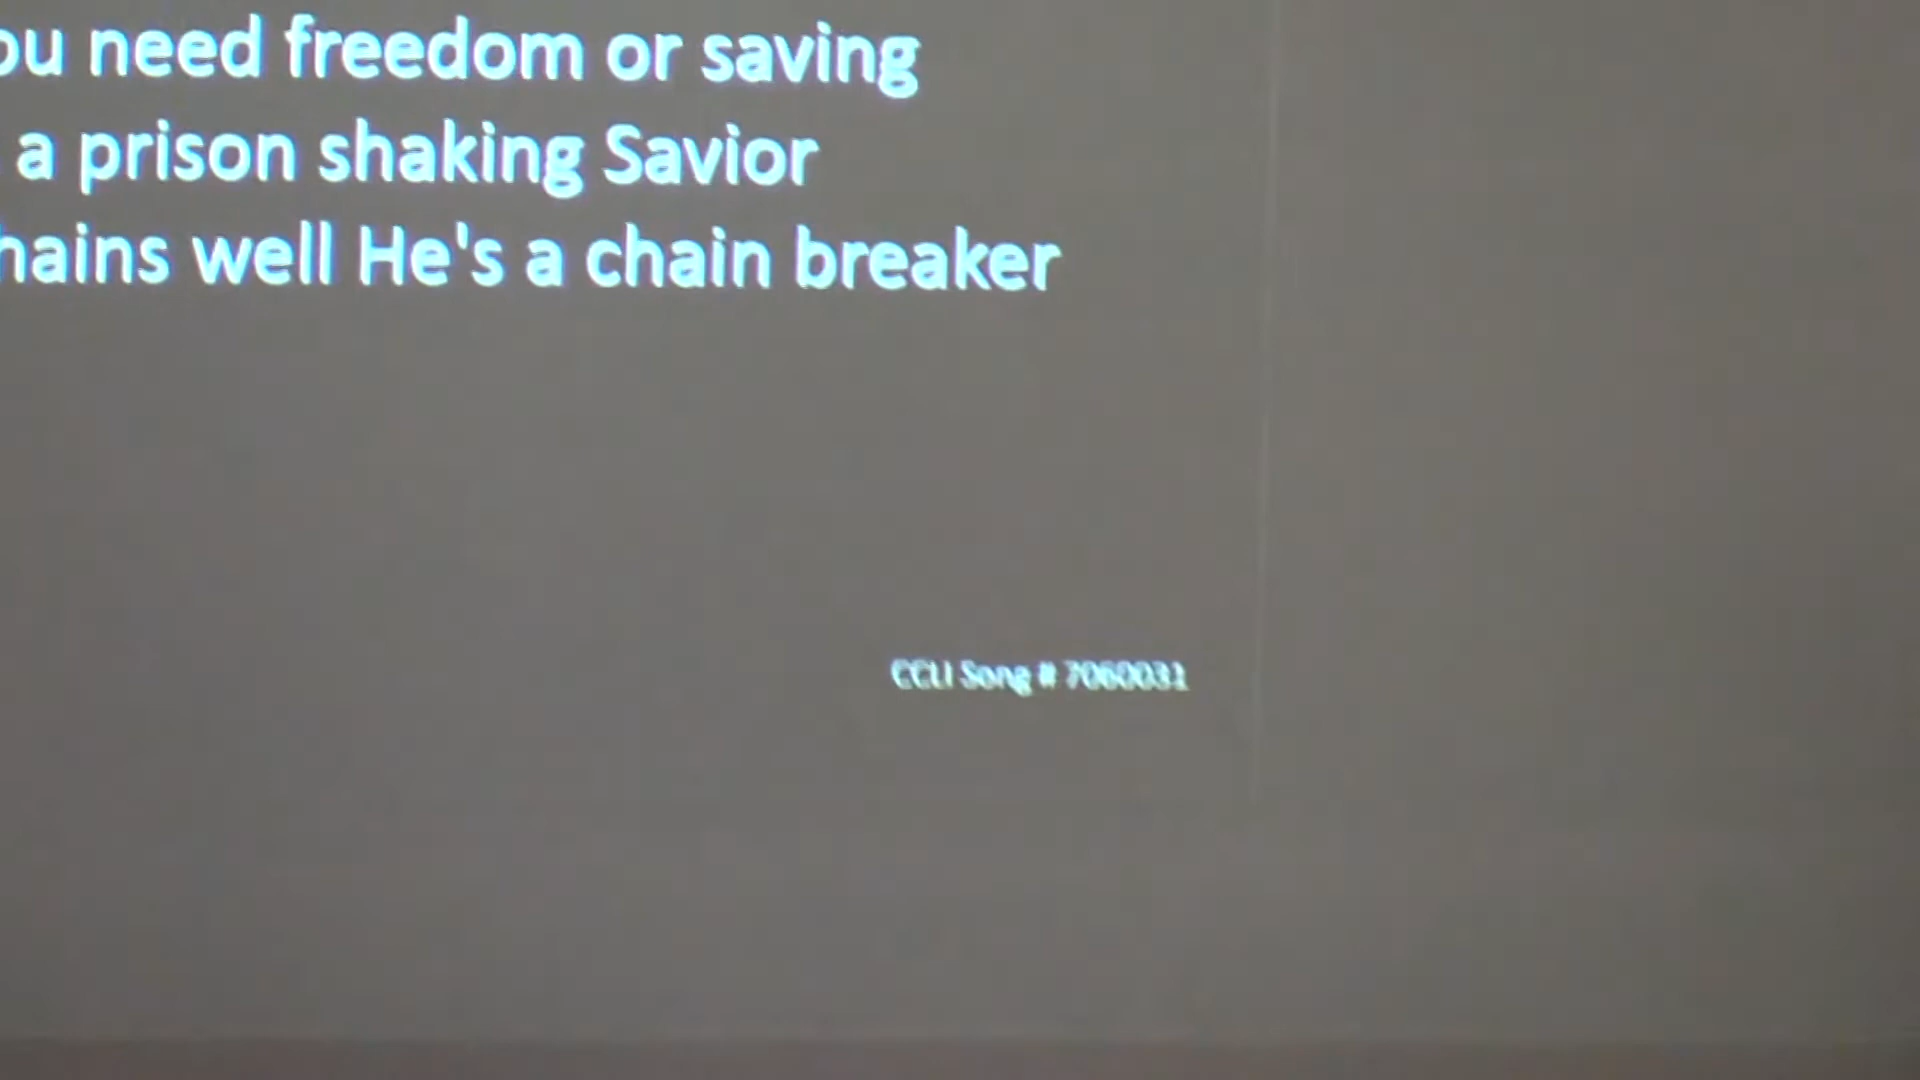 ou need freedom or saving
a prison shaking Savior
hains well He's a chain breaker
CCLI Song # 7060031